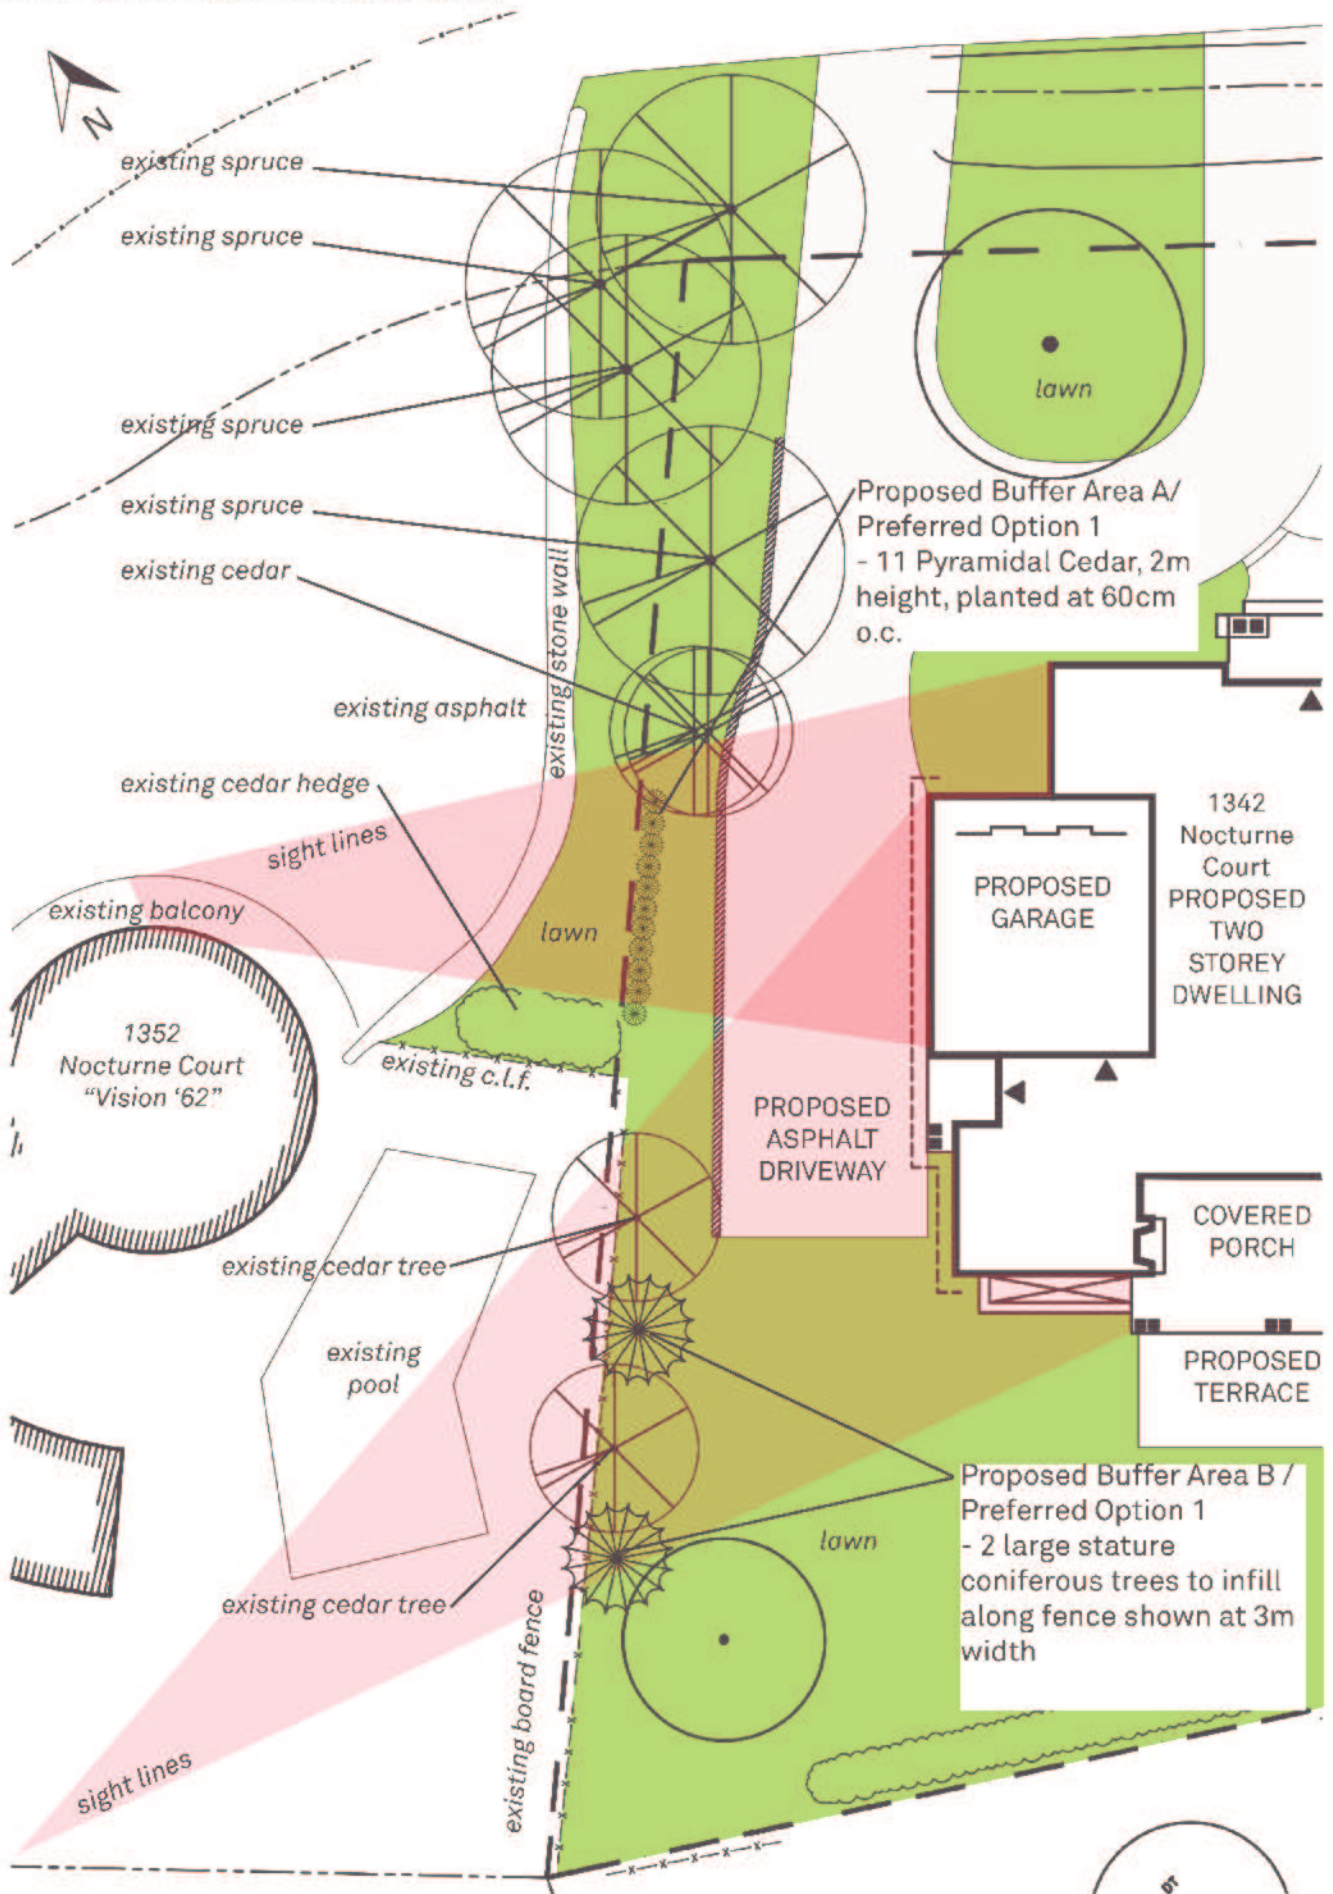 N
existing spruce
existing spruce
existing spruce
existing spruce
existing cedar
existing asphalt
existing stone wall
existing cedar hedge
sight lines
existing balcony
lawn
1352
Nocturne Court
“Vision ‘62”
existing c.l.f.
lawn
Proposed Buffer Area A/
Preferred Option 1
- 11 Pyramidal Cedar, 2m
height, planted at 60cm
o.c.
PROPOSED
GARAGE
1342
Nocturne
Court
PROPOSED
TWO
STOREY
DWELLING
PROPOSED
ASPHALT
DRIVEWAY
COVERED
PORCH
PROPOSED
TERRACE
existing cedar tree
existing
pool
existing cedar tree
existing board fence
sight lines
lawn
Proposed Buffer Area B /
Preferred Option 1
- 2 large stature
coniferous trees to infill
along fence shown at 3m
width
DT